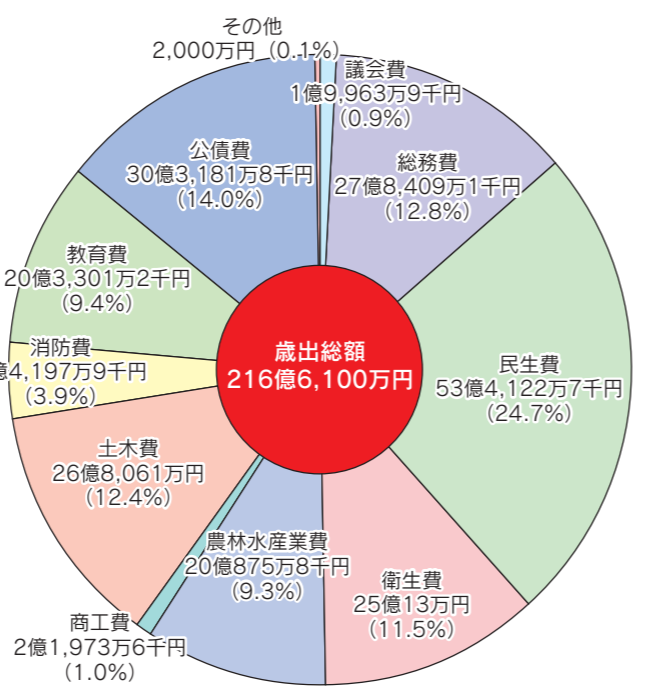 その他
2,000万円（0.1%）
議会費
1億9,963万9千円
（0.9%）
総務費
27億8,409万1千円
（12.8%）
民生費
53億4,122万7千円
（24.7%）
衛生費
25億13万円
（11.5%）
農林水産業費
20億875万8千円
（9.3%）
商工費
2億1,973万6千円
（1.0%）
土木費
26億8,061万円
（12.4%）
消防費
億4,197万9千円
（3.9%）
教育費
20億3,301万2千円
（9.4%）
公債費
30億3,181万8千円
（14.0%）
歳出総額
216億6,100万円